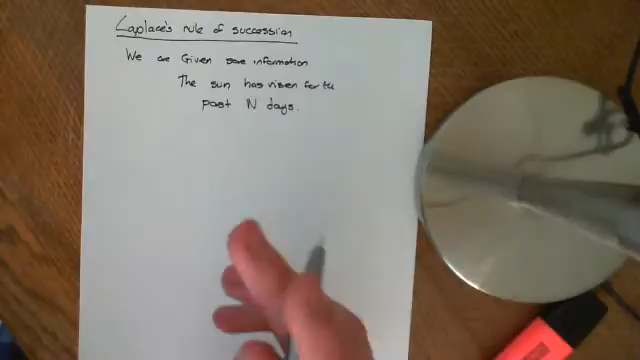 Laplace's rule of succession
We are Given some information
The sun has risen for the
past N days.